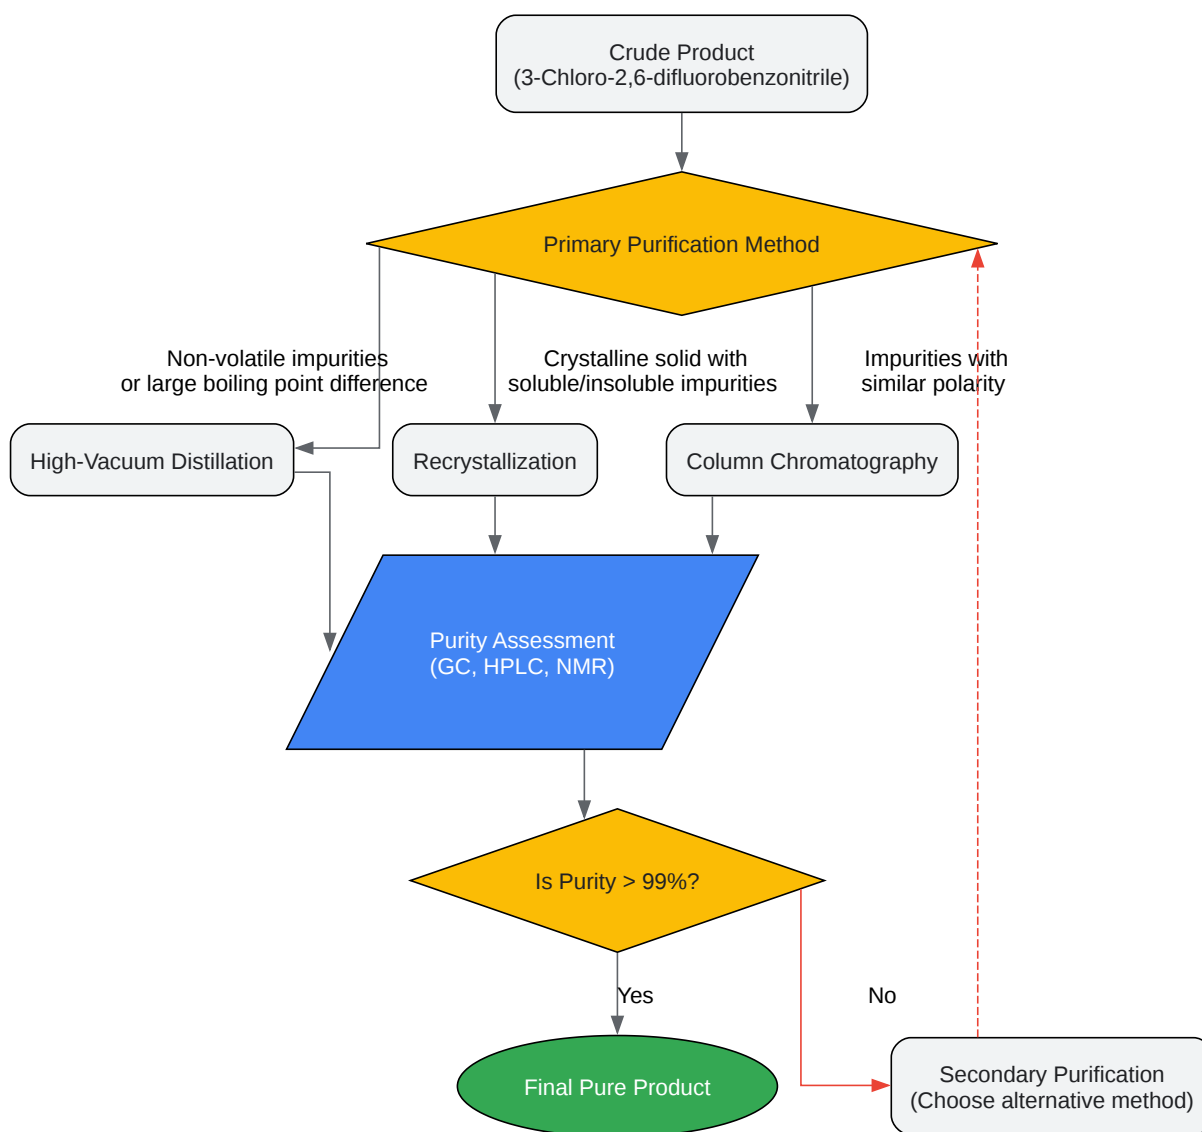 Crude Product
(3-Chloro-2,6-difluorobenzonitrile)
Primary Purification Method
Non-volatile impurities
or large boiling point difference
Crystalline solid with
soluble/insoluble impurities
Impurities with
similar polarity
High-Vacuum Distillation
Recrystallization
Column Chromatography
Purity Assessment
(GC, HPLC, NMR)
Is Purity > 99%?
Yes
No
Final Pure Product
Secondary Purification
(Choose alternative method)